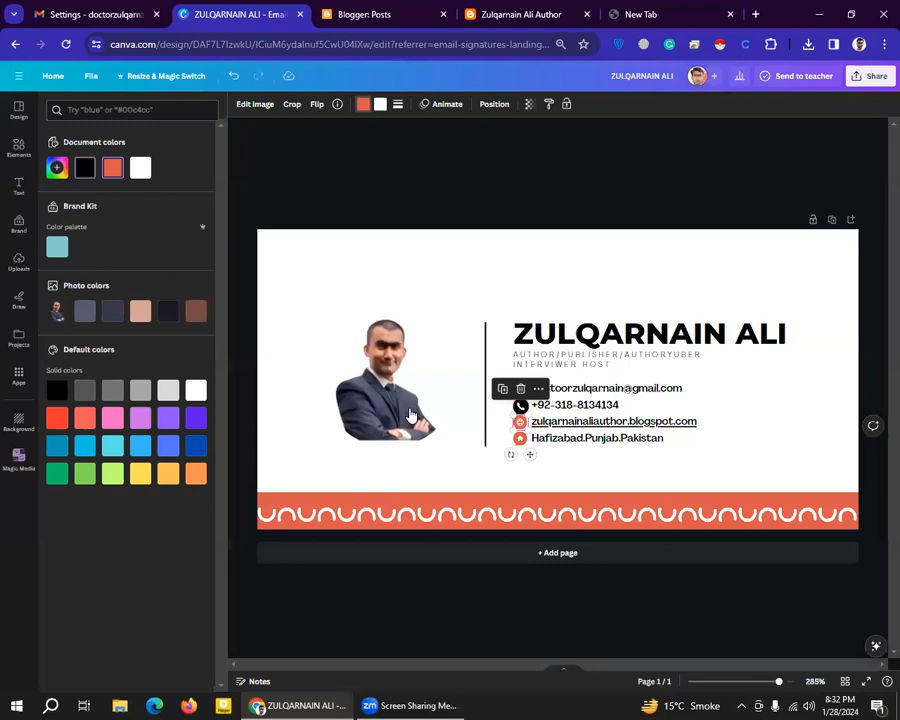 Settings - doctorzulqarna
ZULQARNAIN ALI - Emai
Blogger: Posts
Zulqarnain Ali Author
New Tab
canva.com/design/DAF7L7IzwkU/lCiuM6ydalnuf5CwU04lXw/edit?referrer=email-signatures-landing...
Home
File
Resize & Magic Switch
ZULQARNAIN ALI
Send to teacher
Share
Edit image
Crop
Flip
Animate
Position
Design
Elements
Text
Brand
Uploads
Draw
Projects
Apps
Background
Magic Media
Try "blue" or "#00c4cc"
Document colors
Brand Kit
Color palette
Photo colors
Default colors
Solid colors
ZULQARNAIN ALI
AUTHOR/PUBLISHER/AUTHORYUBER
INTERVIWER HOST
toorzulqarnain@gmail.com
+92-318-8134134
zulqarnainaliauthor.blogspot.com
Hafizabad.Punjab.Pakistan
+ Add page
Notes
Page 1 / 1
285%
ZULQARNAIN ALI -...
Screen Sharing Me...
15°C Smoke
8:32 PM
1/28/2024